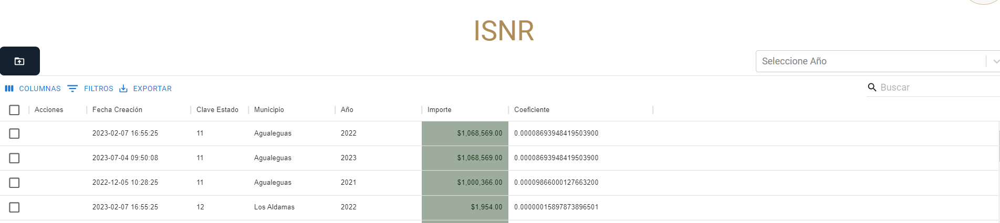 ISNR
Seleccione Año
COLUMNAS FILTROS EXPORTAR Buscar
Acciones Fecha Creación Clave Estado Municipio Año Importe Coeficiente
2023-02-07 16:55:25 11 Agualeguas 2022 $1,068,569.00 0.00008693948419503900
2023-07-04 09:50:08 11 Agualeguas 2023 $1,068,569.00 0.00008693948419503900
2022-12-05 10:28:25 11 Agualeguas 2021 $1,000,366.00 0.00009866000127663200
2023-02-07 16:55:25 12 Los Aldamas 2022 $1,954.00 0.00000015897873896501